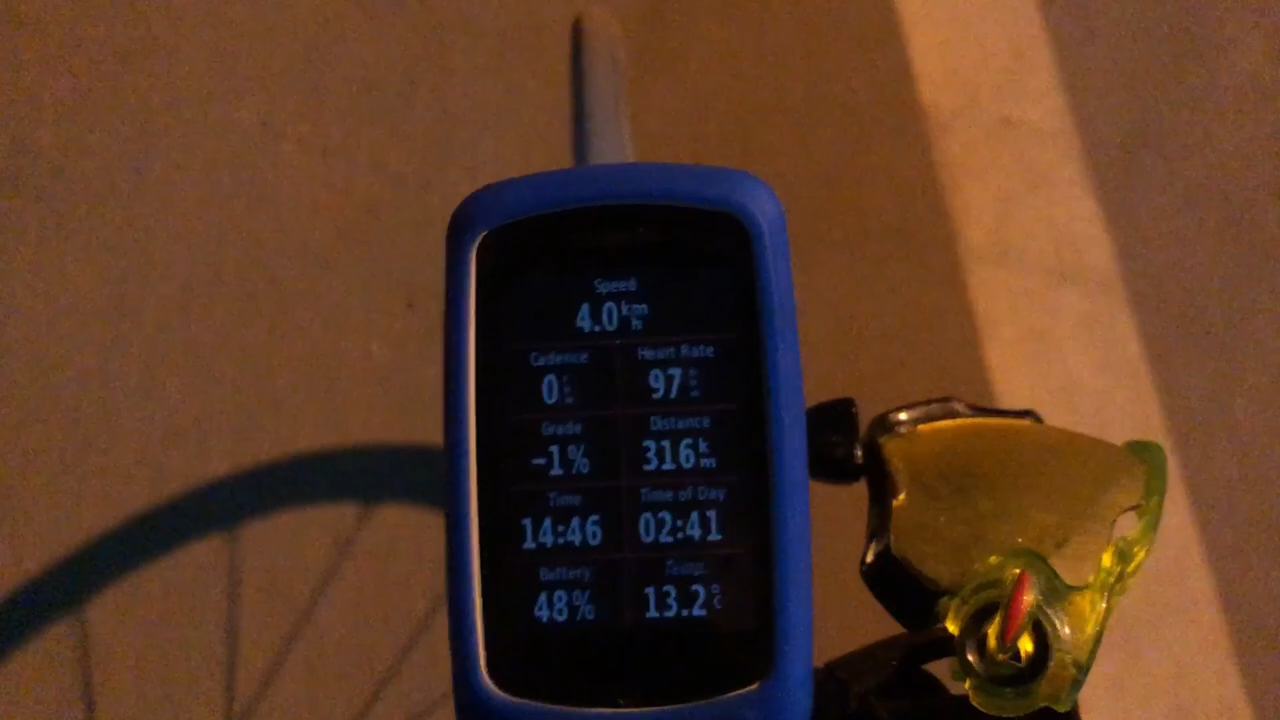 Speed
4.0 km/h
Cadence Heart Rate
0 97
Grade Distance
-1% 316 km
Time Time of Day
14:46 02:41
Battery Temp.
48% 13.2 °C